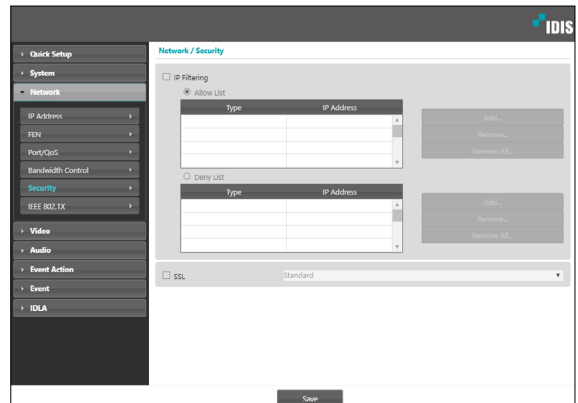 IDIS
Quick Setup
System
Network
IP Address
FEN
Port/QoS
Bandwidth Control
Security
IEEE 802.1X
Video
Audio
Event Action
Event
IDLA
Network / Security
IP Filtering
Allow List
Type IP Address
Add...
Remove...
Remove All...
Deny List
Type IP Address
Add...
Remove...
Remove All...
SSL Standard
Save